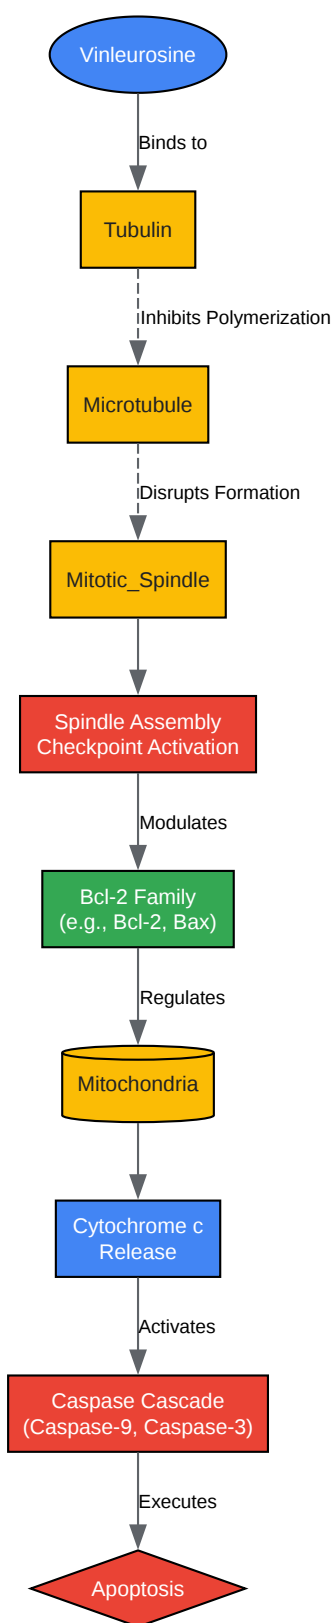 Vinleurosine
Binds to
Tubulin
Inhibits Polymerization
Microtubule
Disrupts Formation
Mitotic_Spindle
Spindle Assembly
Checkpoint Activation
Modulates
Bcl-2 Family
(e.g., Bcl-2, Bax)
Regulates
Mitochondria
Cytochrome c
Release
Activates
Caspase Cascade
(Caspase-9, Caspase-3)
Executes
Apoptosis